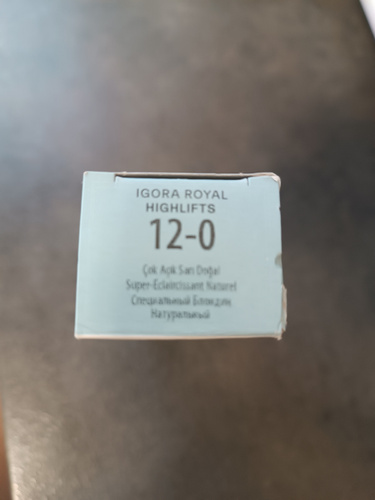 IGORA ROYAL
HIGHLIFTS
12-0
Çok Açık Sarı Doğal
Super-Eclaircissant Naturel
Специальный Блондин
Натуральный